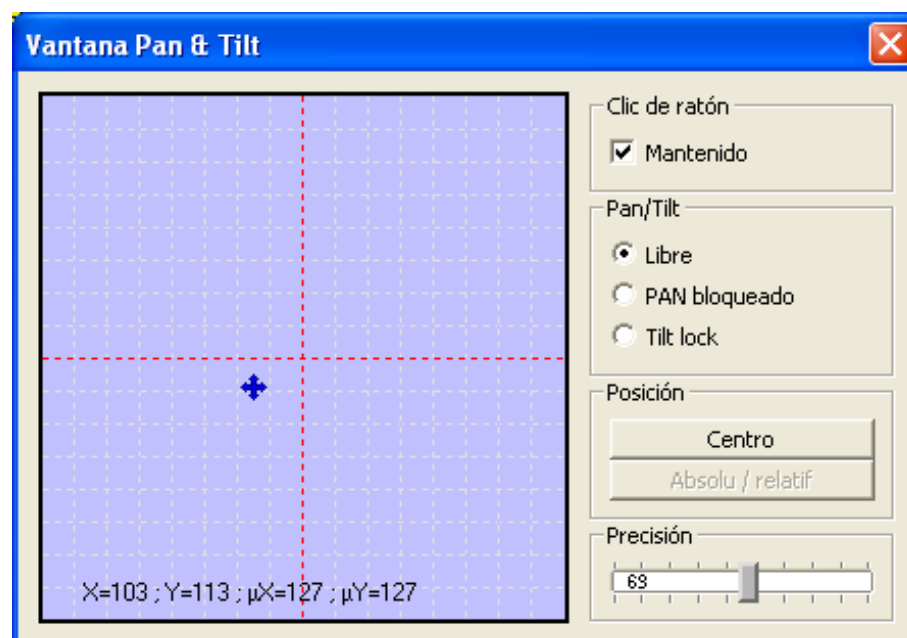 Vantana Pan & Tilt
Clic de ratón
Mantenido
Pan/Tilt
Libre
PAN bloqueado
Tilt lock
Posición
Centro
Absolu / relatif
Precisión
63
X=103 ; Y=113 ; µX=127 ; µY=127